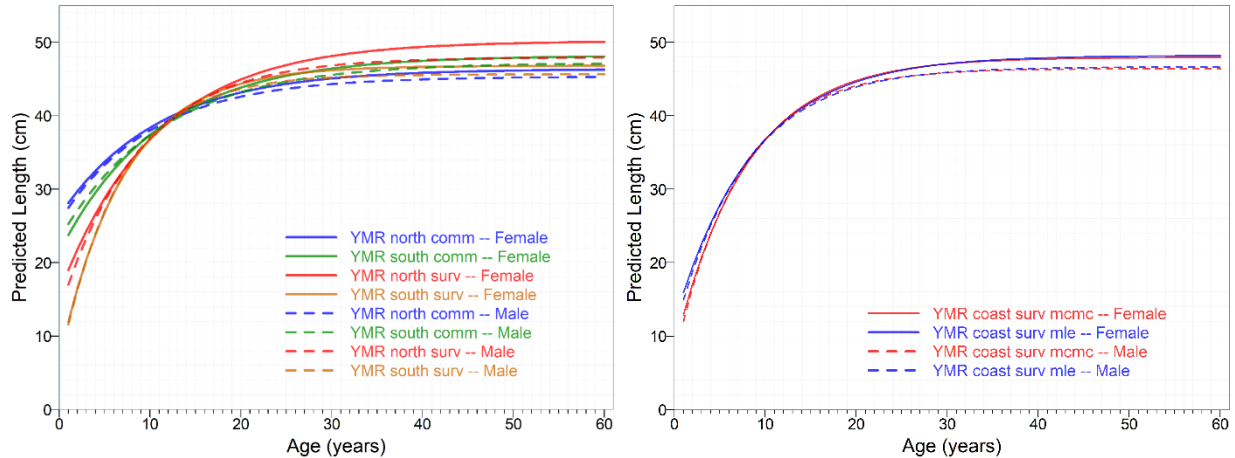 Predicted Length (cm)
50
40
30
20
10
0
YMR north comm -- Female
YMR south comm -- Female
YMR north surv -- Female
YMR south surv -- Female
YMR north comm -- Male
YMR south comm -- Male
YMR north surv -- Male
YMR south surv -- Male
0 10 20 30 40 50 60
Age (years)
Predicted Length (cm)
50
40
30
20
10
0
YMR coast surv mcmc -- Female
YMR coast surv mle -- Female
YMR coast surv mcmc -- Male
YMR coast surv mle -- Male
0 10 20 30 40 50 60
Age (years)